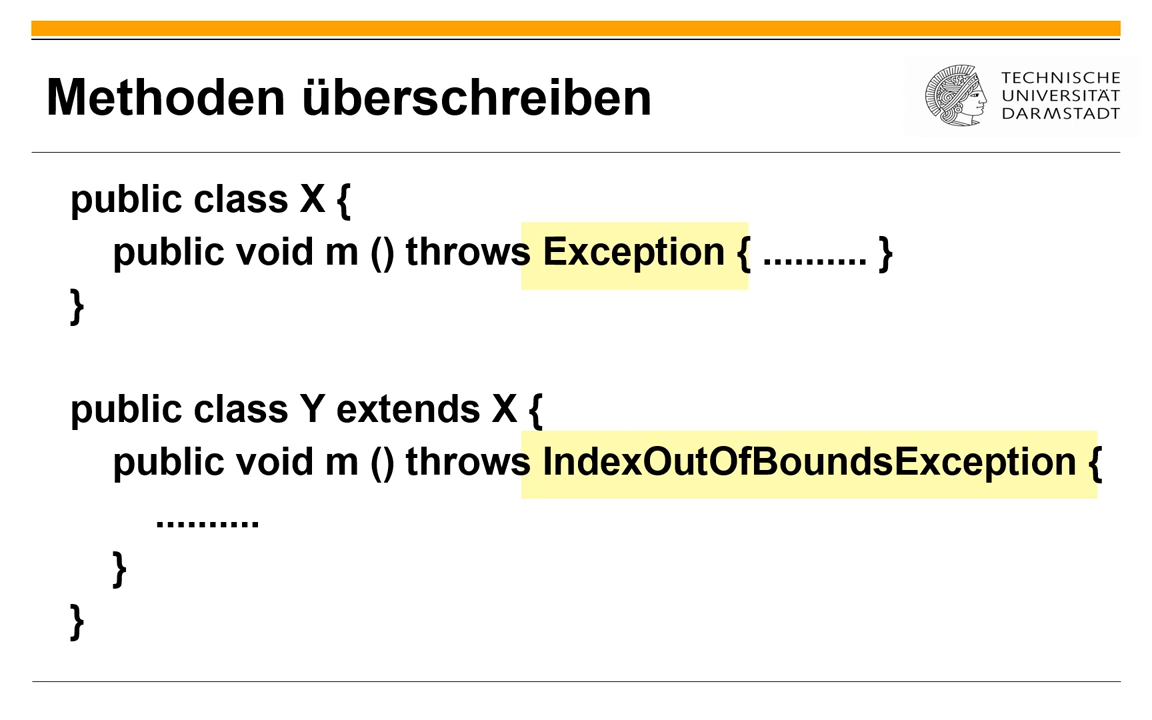 Methoden überschreiben
TECHNISCHE
UNIVERSITÄT
DARMSTADT
public class X {
public void m () throws Exception { .......... }
}
public class Y extends X {
public void m () throws IndexOutOfBoundsException {
..........
}
}